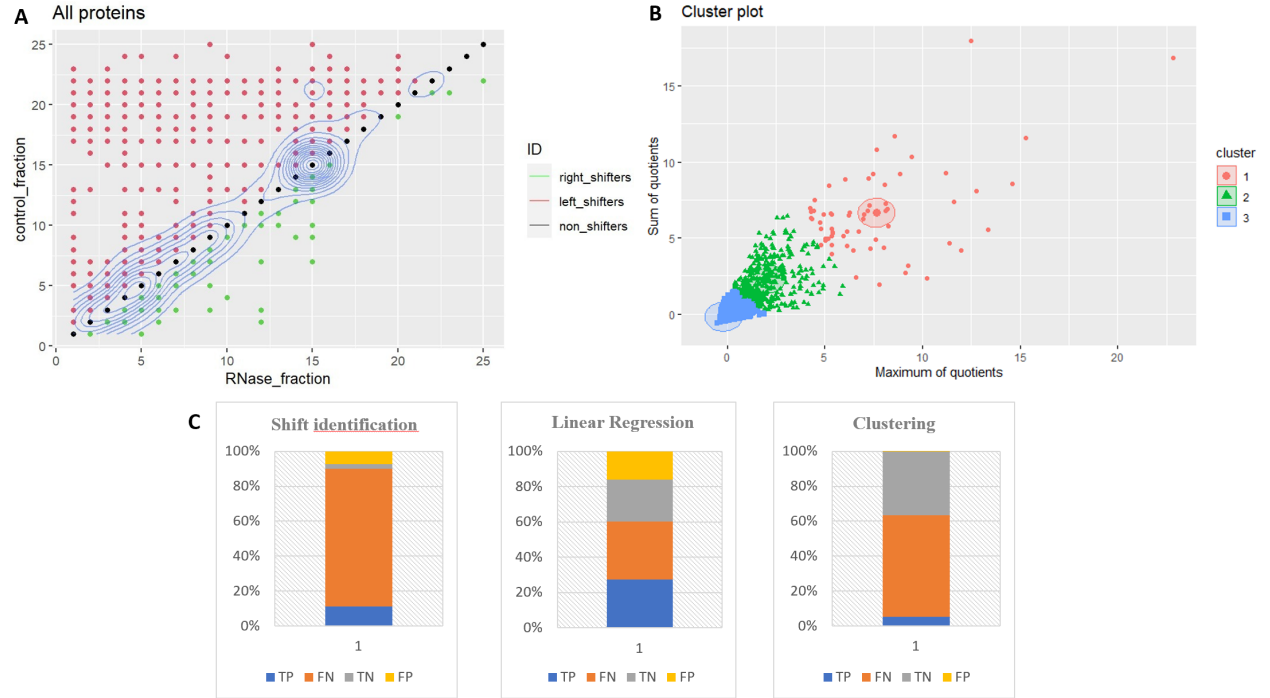 A
All proteins
25
20
15
10
5
0
control_fraction
0 5 10 15 20 25
RNase_fraction
ID
right_shifters
left_shifters
non_shifters
B
Cluster plot
15
10
5
0
Sum of quotients
0 5 10 15 20
Maximum of quotients
cluster
1
2
3
C
Shift identification
100%
80%
60%
40%
20%
0%
1
TP FN TN FP
Linear Regression
100%
80%
60%
40%
20%
0%
1
TP FN TN FP
Clustering
100%
80%
60%
40%
20%
0%
1
TP FN TN FP